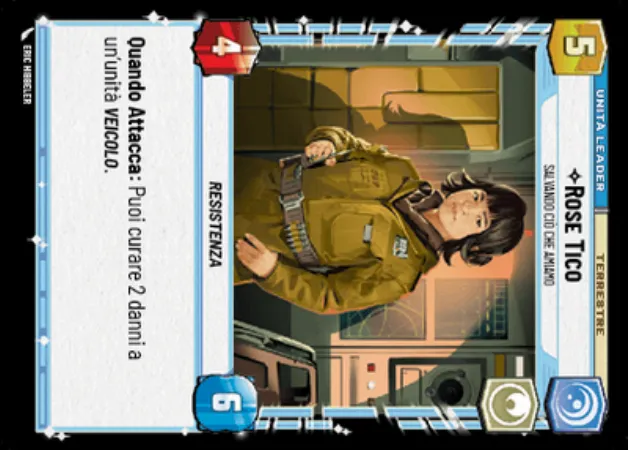 5
UNITÀ LEADER
TERRESTRE
ROSE TICO
SALVANDO CIÒ CHE AMIAMO
4
RESISTENZA
6
Quando Attacca: Puoi curare 2 danni a
un'unità VEICOLO.
ERIC HIBBELER